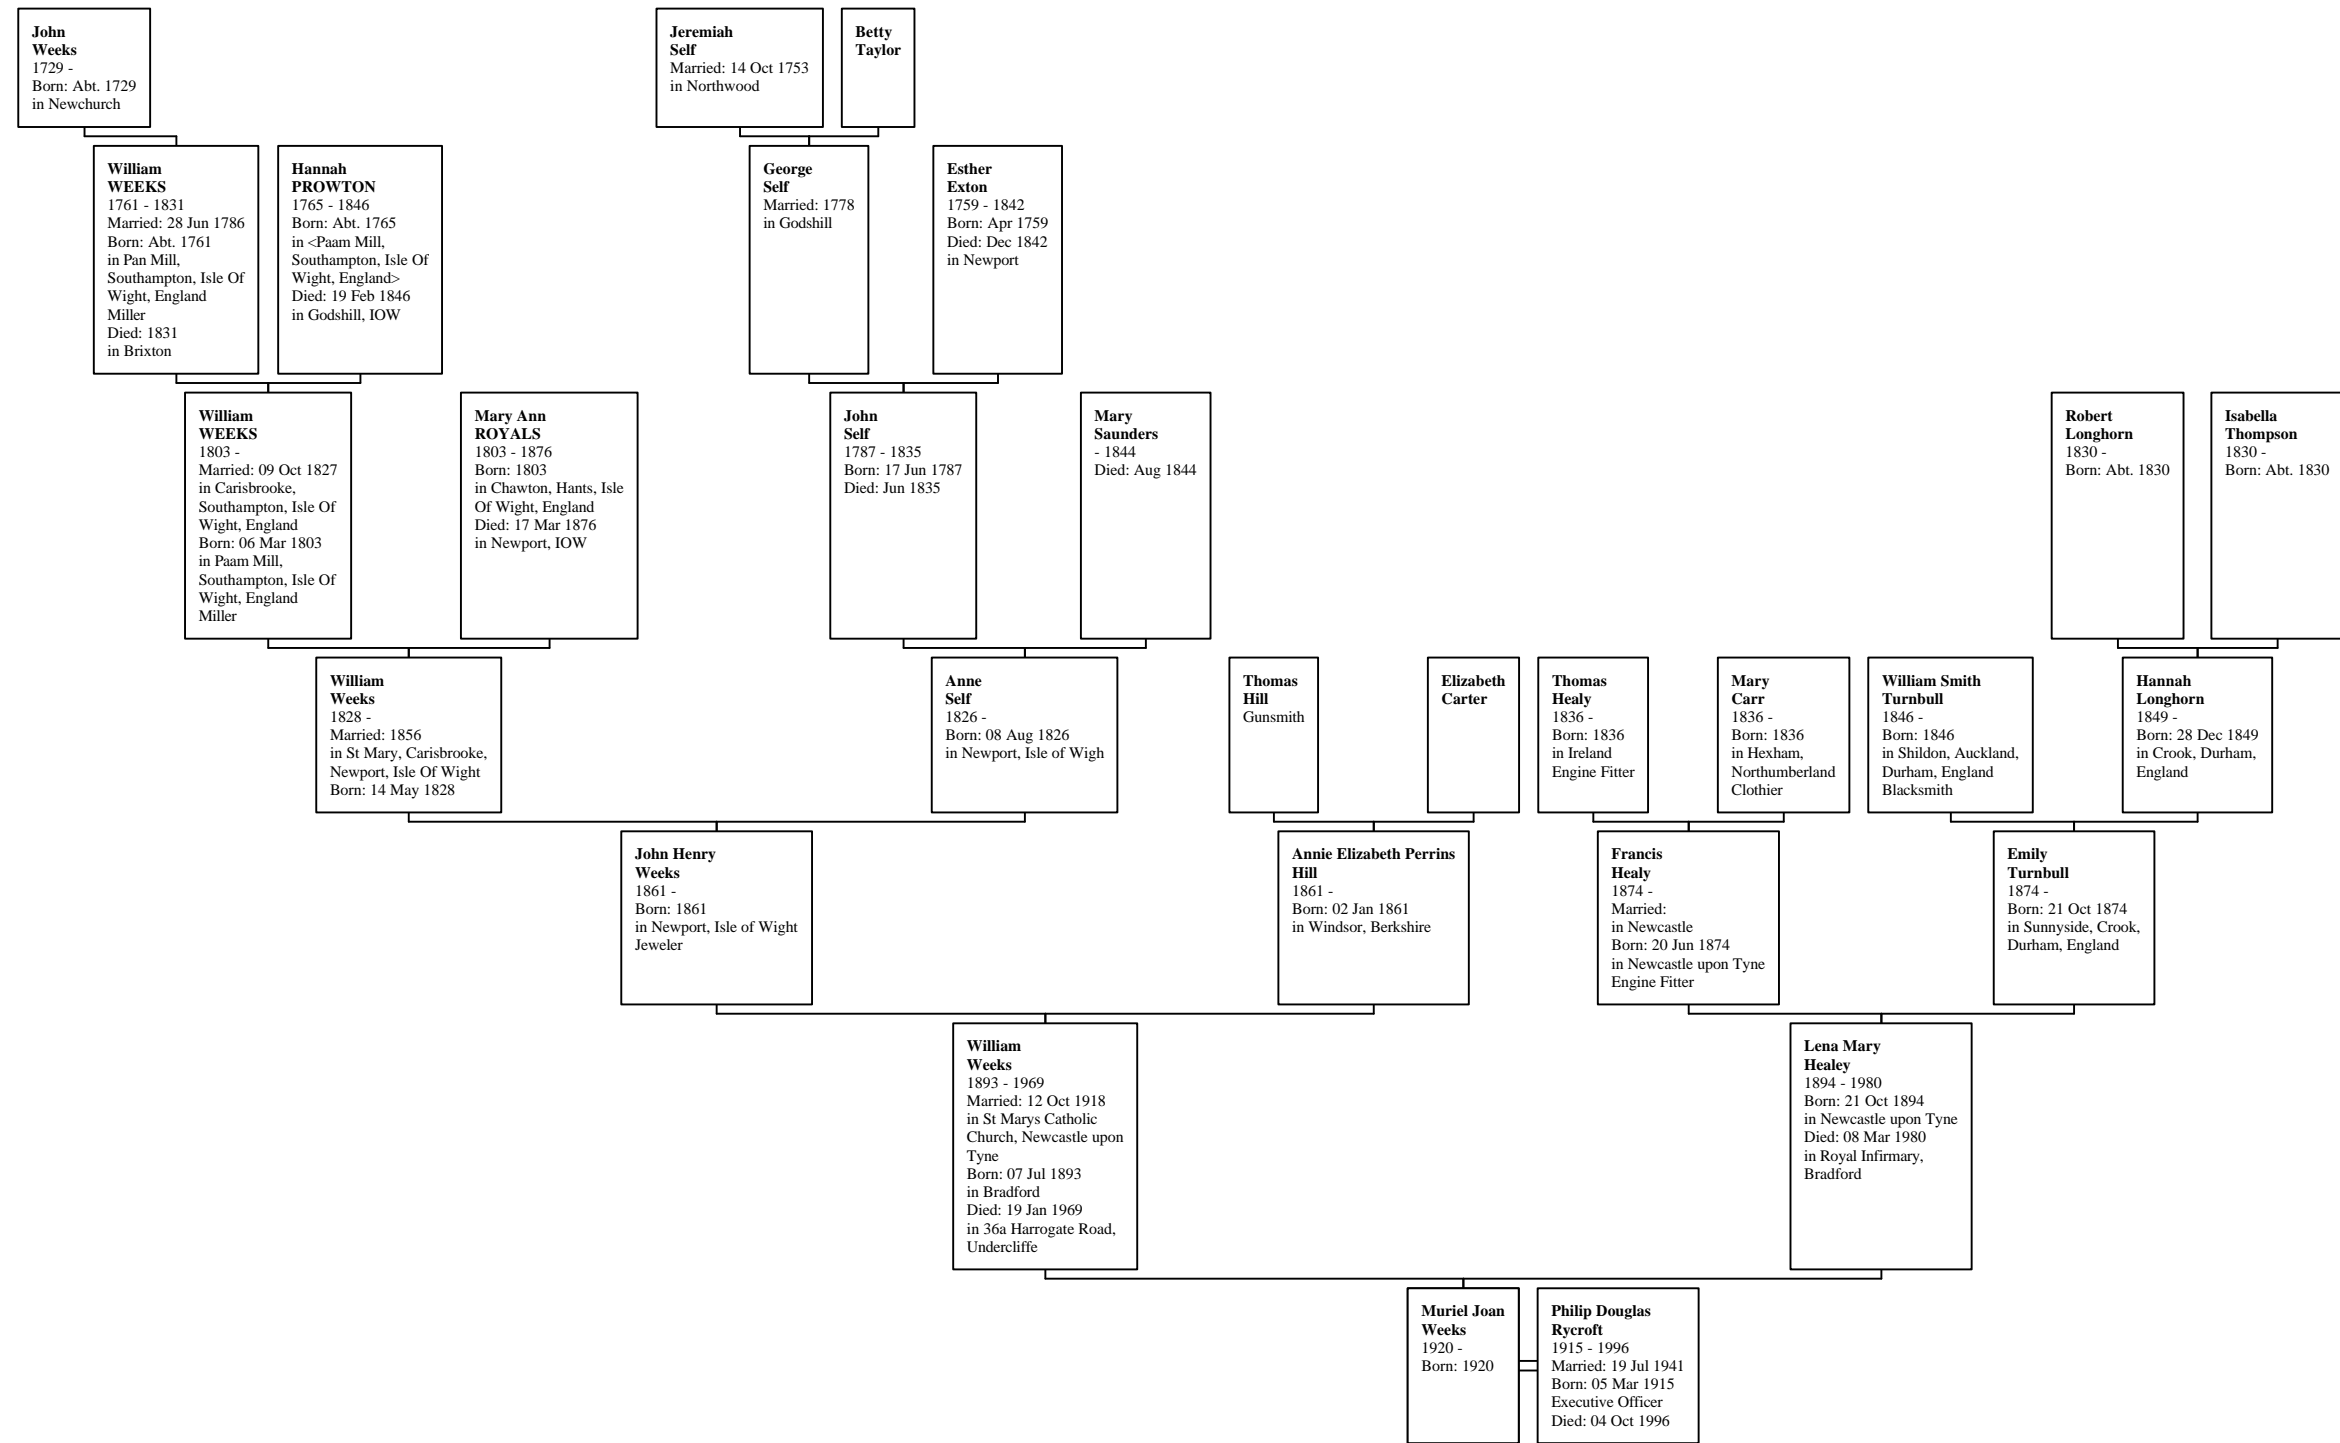 John
Weeks
1729 -
Born: Abt. 1729
in Newchurch
Jeremiah
Self
Married: 14 Oct 1753
in Northwood
Betty
Taylor
William
WEEKS
1761 - 1831
Married: 28 Jun 1786
Born: Abt. 1761
in Pan Mill,
Southampton, Isle Of
Wight, England
Miller
Died: 1831
in Brixton
Hannah
PROWTON
1765 - 1846
Born: Abt. 1765
in <Paam Mill,
Southampton, Isle Of
Wight, England>
Died: 19 Feb 1846
in Godshill, IOW
George
Self
Married: 1778
in Godshill
Esther
Exton
1759 - 1842
Born: Apr 1759
Died: Dec 1842
in Newport
William
WEEKS
1803 -
Married: 09 Oct 1827
in Carisbrooke,
Southampton, Isle Of
Wight, England
Born: 06 Mar 1803
in Paam Mill,
Southampton, Isle Of
Wight, England
Miller
Mary Ann
ROYALS
1803 - 1876
Born: 1803
in Chawton, Hants, Isle
Of Wight, England
Died: 17 Mar 1876
in Newport, IOW
John
Self
1787 - 1835
Born: 17 Jun 1787
Died: Jun 1835
Mary
Saunders
- 1844
Died: Aug 1844
Robert
Longhorn
1830 -
Born: Abt. 1830
Isabella
Thompson
1830 -
Born: Abt. 1830
William
Weeks
1828 -
Married: 1856
in St Mary, Carisbrooke,
Newport, Isle Of Wight
Born: 14 May 1828
Anne
Self
1826 -
Born: 08 Aug 1826
in Newport, Isle of Wigh
Thomas
Hill
Gunsmith
Elizabeth
Carter
Thomas
Healy
1836 -
Born: 1836
in Ireland
Engine Fitter
Mary
Carr
1836 -
Born: 1836
in Hexham,
Northumberland
Clothier
William Smith
Turnbull
1846 -
Born: 1846
in Shildon, Auckland,
Durham, England
Blacksmith
Hannah
Longhorn
1849 -
Born: 28 Dec 1849
in Crook, Durham,
England
John Henry
Weeks
1861 -
Born: 1861
in Newport, Isle of Wight
Jeweler
Annie Elizabeth Perrins
Hill
1861 -
Born: 02 Jan 1861
in Windsor, Berkshire
Francis
Healy
1874 -
Married:
in Newcastle
Born: 20 Jun 1874
in Newcastle upon Tyne
Engine Fitter
Emily
Turnbull
1874 -
Born: 21 Oct 1874
in Sunnyside, Crook,
Durham, England
William
Weeks
1893 - 1969
Married: 12 Oct 1918
in St Marys Catholic
Church, Newcastle upon
Tyne
Born: 07 Jul 1893
in Bradford
Died: 19 Jan 1969
in 36a Harrogate Road,
Undercliffe
Lena Mary
Healey
1894 - 1980
Born: 21 Oct 1894
in Newcastle upon Tyne
Died: 08 Mar 1980
in Royal Infirmary,
Bradford
Muriel Joan
Weeks
1920 -
Born: 1920
Philip Douglas
Rycroft
1915 - 1996
Married: 19 Jul 1941
Born: 05 Mar 1915
Executive Officer
Died: 04 Oct 1996